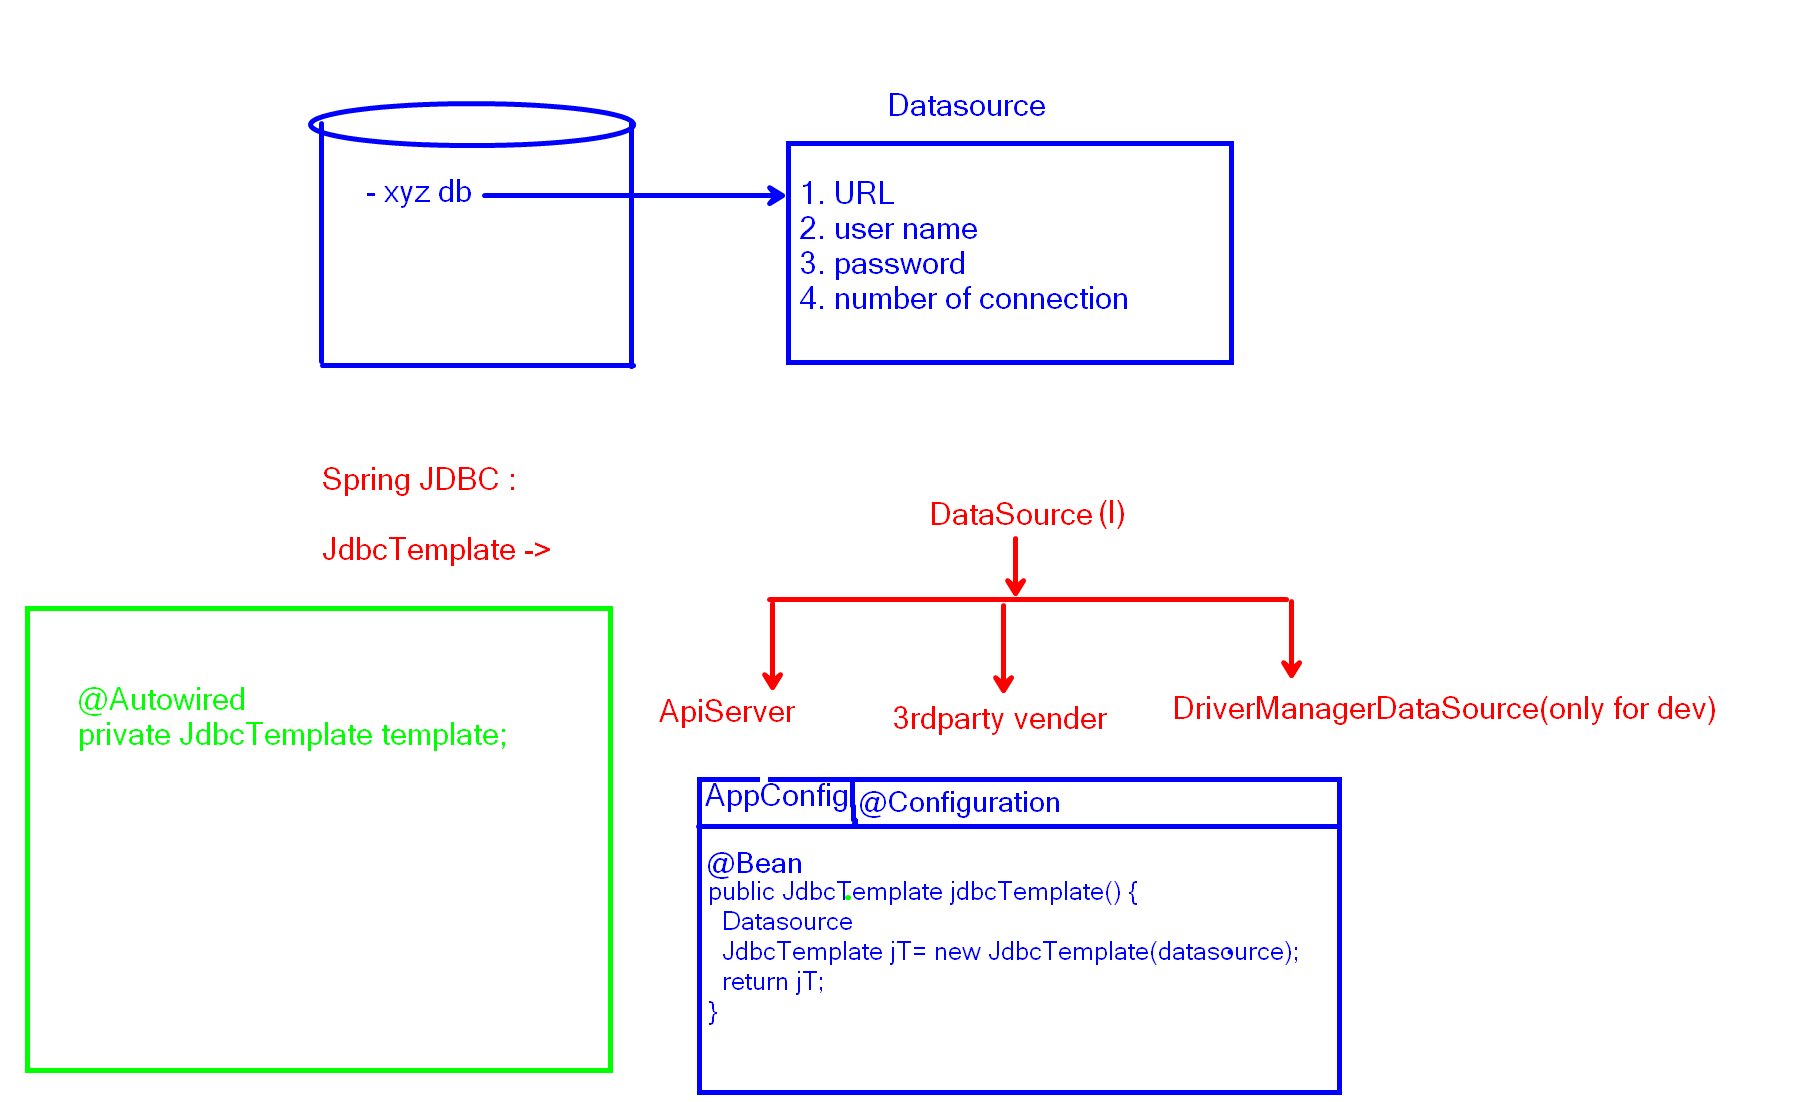 Datasource
- xyz db
1. URL
2. user name
3. password
4. number of connection
Spring JDBC :
JdbcTemplate ->
DataSource (I)
ApiServer
3rdparty vender
DriverManagerDataSource(only for dev)
@Autowired
private JdbcTemplate template;
AppConfig
@Configuration
@Bean
public JdbcTemplate jdbcTemplate() {
Datasource
JdbcTemplate jT= new JdbcTemplate(datasource);
return jT;
}